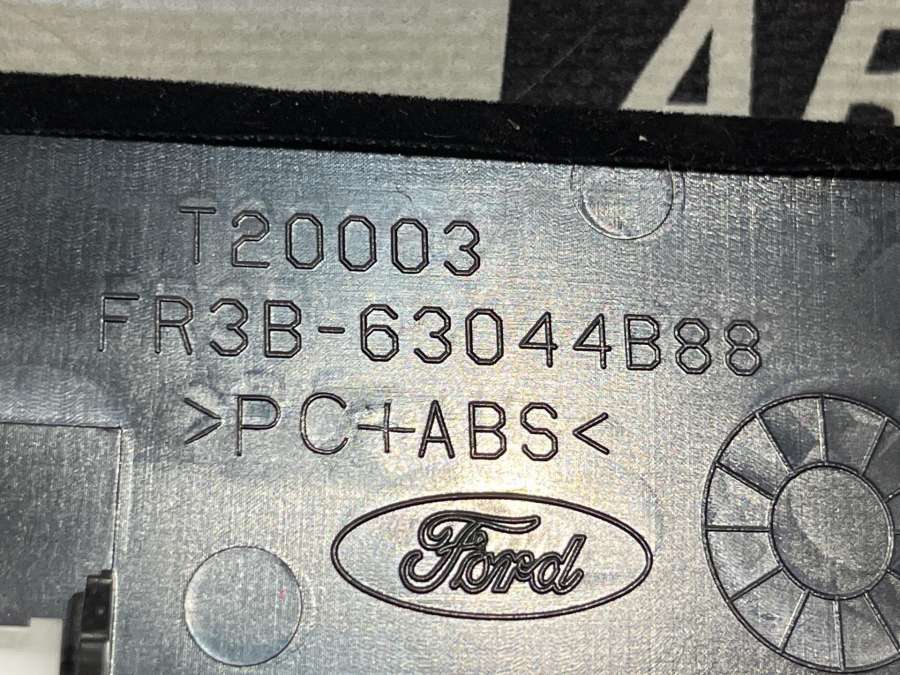 T20003
FR3B-63044B88
>PC+ABS<
Ford